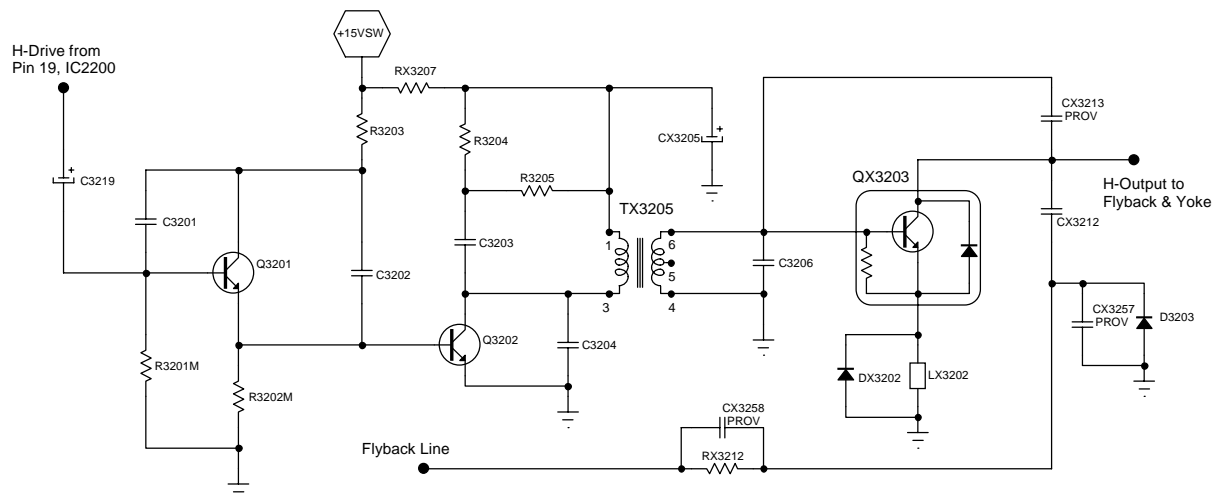 +15VSW
H-Drive from
Pin 19, IC2200
RX3207
CX3213
PROV
R3203
R3204
CX3205
+
C3219
+
R3205
QX3203
H-Output to
Flyback & Yoke
C3201
TX3205
CX3212
1
6
C3203
Q3201
C3202
5
C3206
3
4
CX3257
PROV
D3203
Q3202
C3204
R3201M
DX3202
LX3202
R3202M
CX3258
PROV
Flyback Line
RX3212